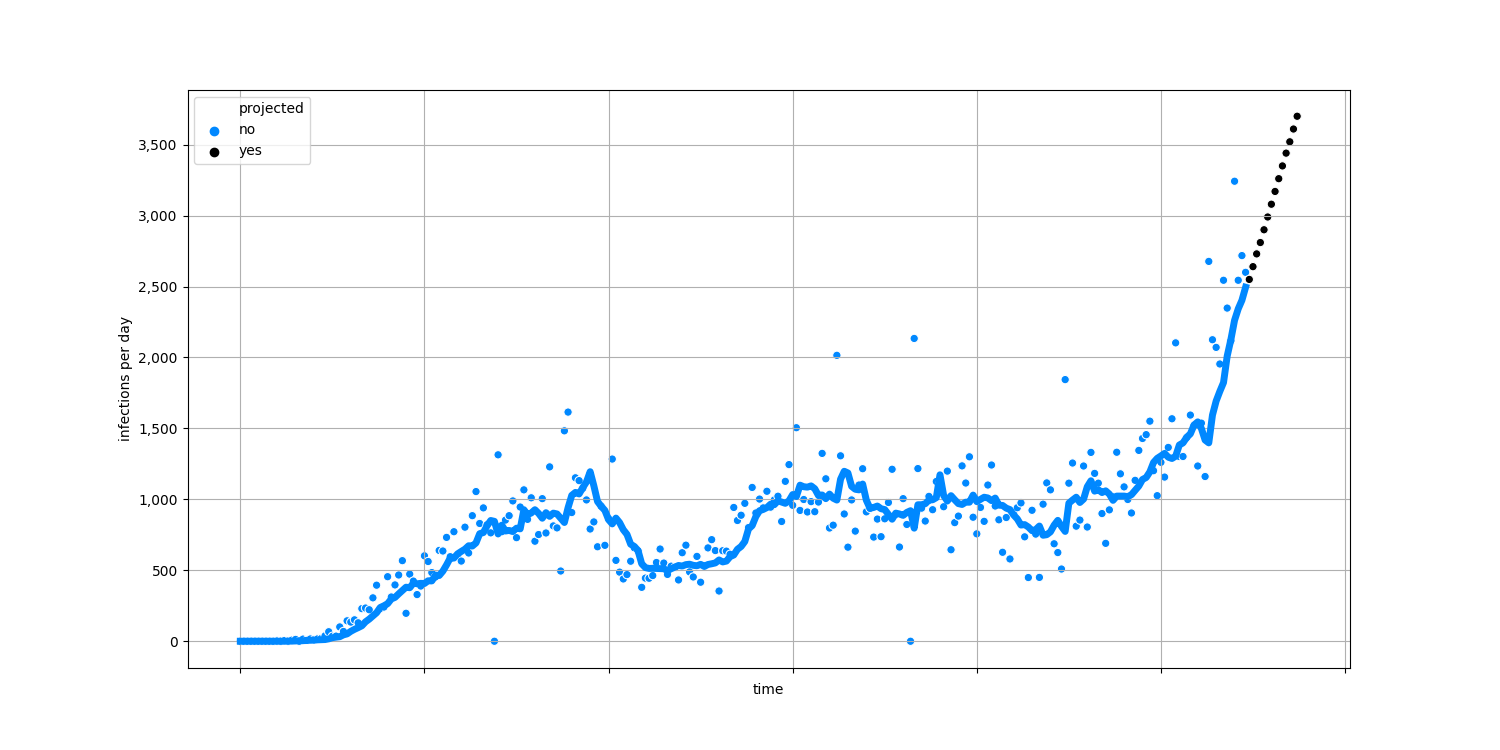 projected
no
yes
3,500
3,000
2,500
2,000
1,500
1,000
500
0
infections per day
time